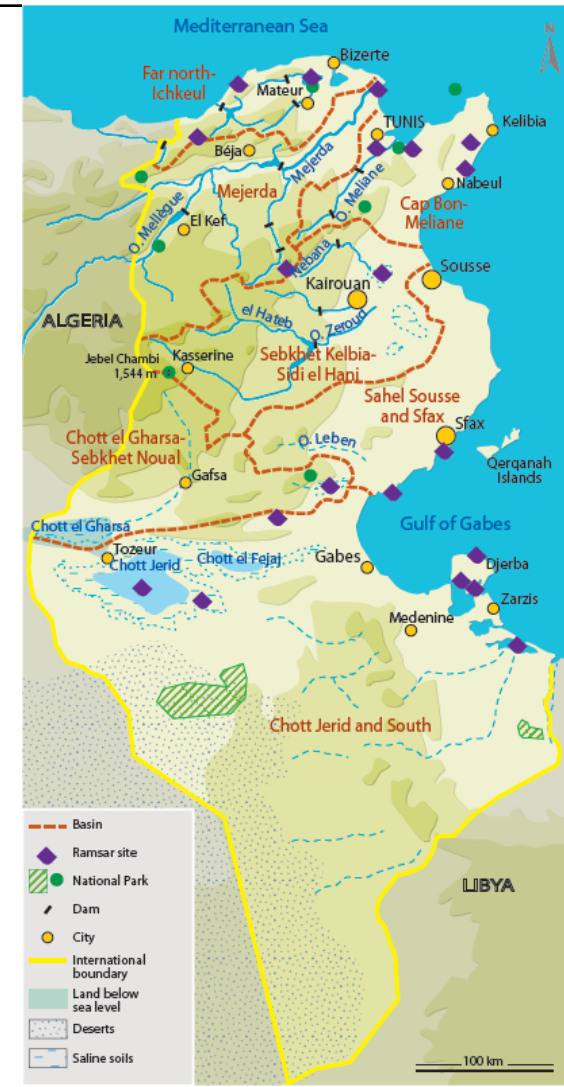 Mediterranean Sea
N
Bizerte
Far north-
Ichkeul
Mateur
TUNIS
Kelibia
Béja
Mejerda
Mejerda
O. Meliane
Nabeul
Cap Bon-
Meliane
O. Mellègue
El Kef
Nebana
Sousse
Kairouan
ALGERIA
el Hateb
O. Zeroud
Jebel Chambi
1,544 m
Kasserine
Sebkhet Kelbia-
Sidi el Hani
Sahel Sousse
and Sfax
Sfax
Chott el Gharsa-
Sebkhet Noual
O. Leben
Qerqanah
Islands
Gafsa
Chott el Gharsa
Gulf of Gabes
Tozeur
Chott Jerid
Chott el Fejaj
Gabes
Djerba
Zarzis
Medenine
Chott Jerid and South
LIBYA
Basin
Ramsar site
National Park
Dam
City
International
boundary
Land below
sea level
Deserts
Saline soils
100 km